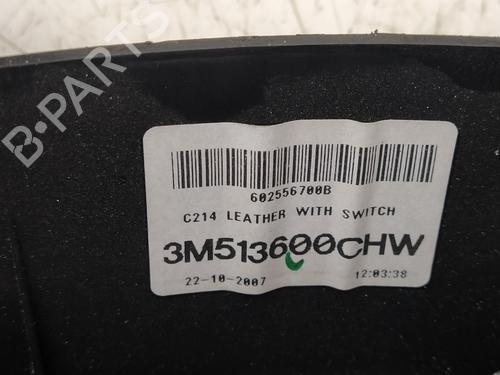 B-PARTS
602556700B
C214 LEATHER WITH SWITCH
3M513600CHW
22-10-2007 12:03:38